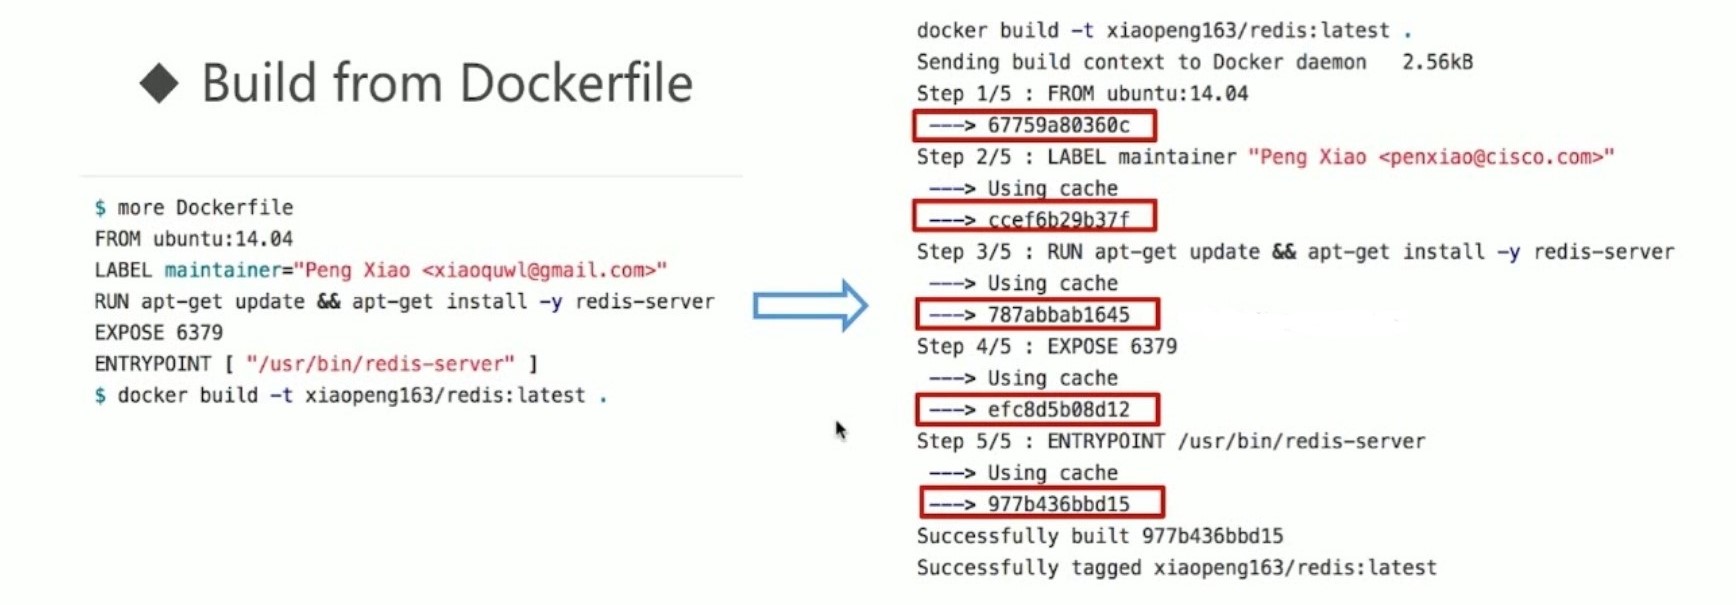 ◆ Build from Dockerfile
$ more Dockerfile
FROM ubuntu:14.04
LABEL maintainer="Peng Xiao <xiaoquwl@gmail.com>"
RUN apt-get update && apt-get install -y redis-server
EXPOSE 6379
ENTRYPOINT [ "/usr/bin/redis-server" ]
$ docker build -t xiaopeng163/redis:latest .
docker build -t xiaopeng163/redis:latest .
Sending build context to Docker daemon 2.56kB
Step 1/5 : FROM ubuntu:14.04
---> 67759a80360c
Step 2/5 : LABEL maintainer "Peng Xiao <penxiao@cisco.com>"
---> Using cache
---> ccef6b29b37f
Step 3/5 : RUN apt-get update && apt-get install -y redis-server
---> Using cache
---> 787abbab1645
Step 4/5 : EXPOSE 6379
---> Using cache
---> efc8d5b08d12
Step 5/5 : ENTRYPOINT /usr/bin/redis-server
---> Using cache
---> 977b436bbd15
Successfully built 977b436bbd15
Successfully tagged xiaopeng163/redis:latest